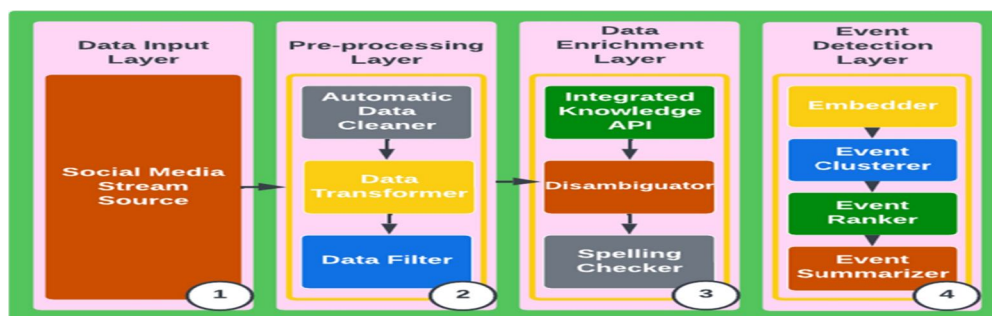 Data Input
Layer
Social Media
Stream
Source
1
Pre-processing
Layer
Automatic
Data
Cleaner
Data
Transformer
Data Filter
2
Data
Enrichment
Layer
Integrated
Knowledge
API
Disambiguator
Spelling
Checker
3
Event
Detection
Layer
Embedder
Event
Clusterer
Event
Ranker
Event
Summarizer
4